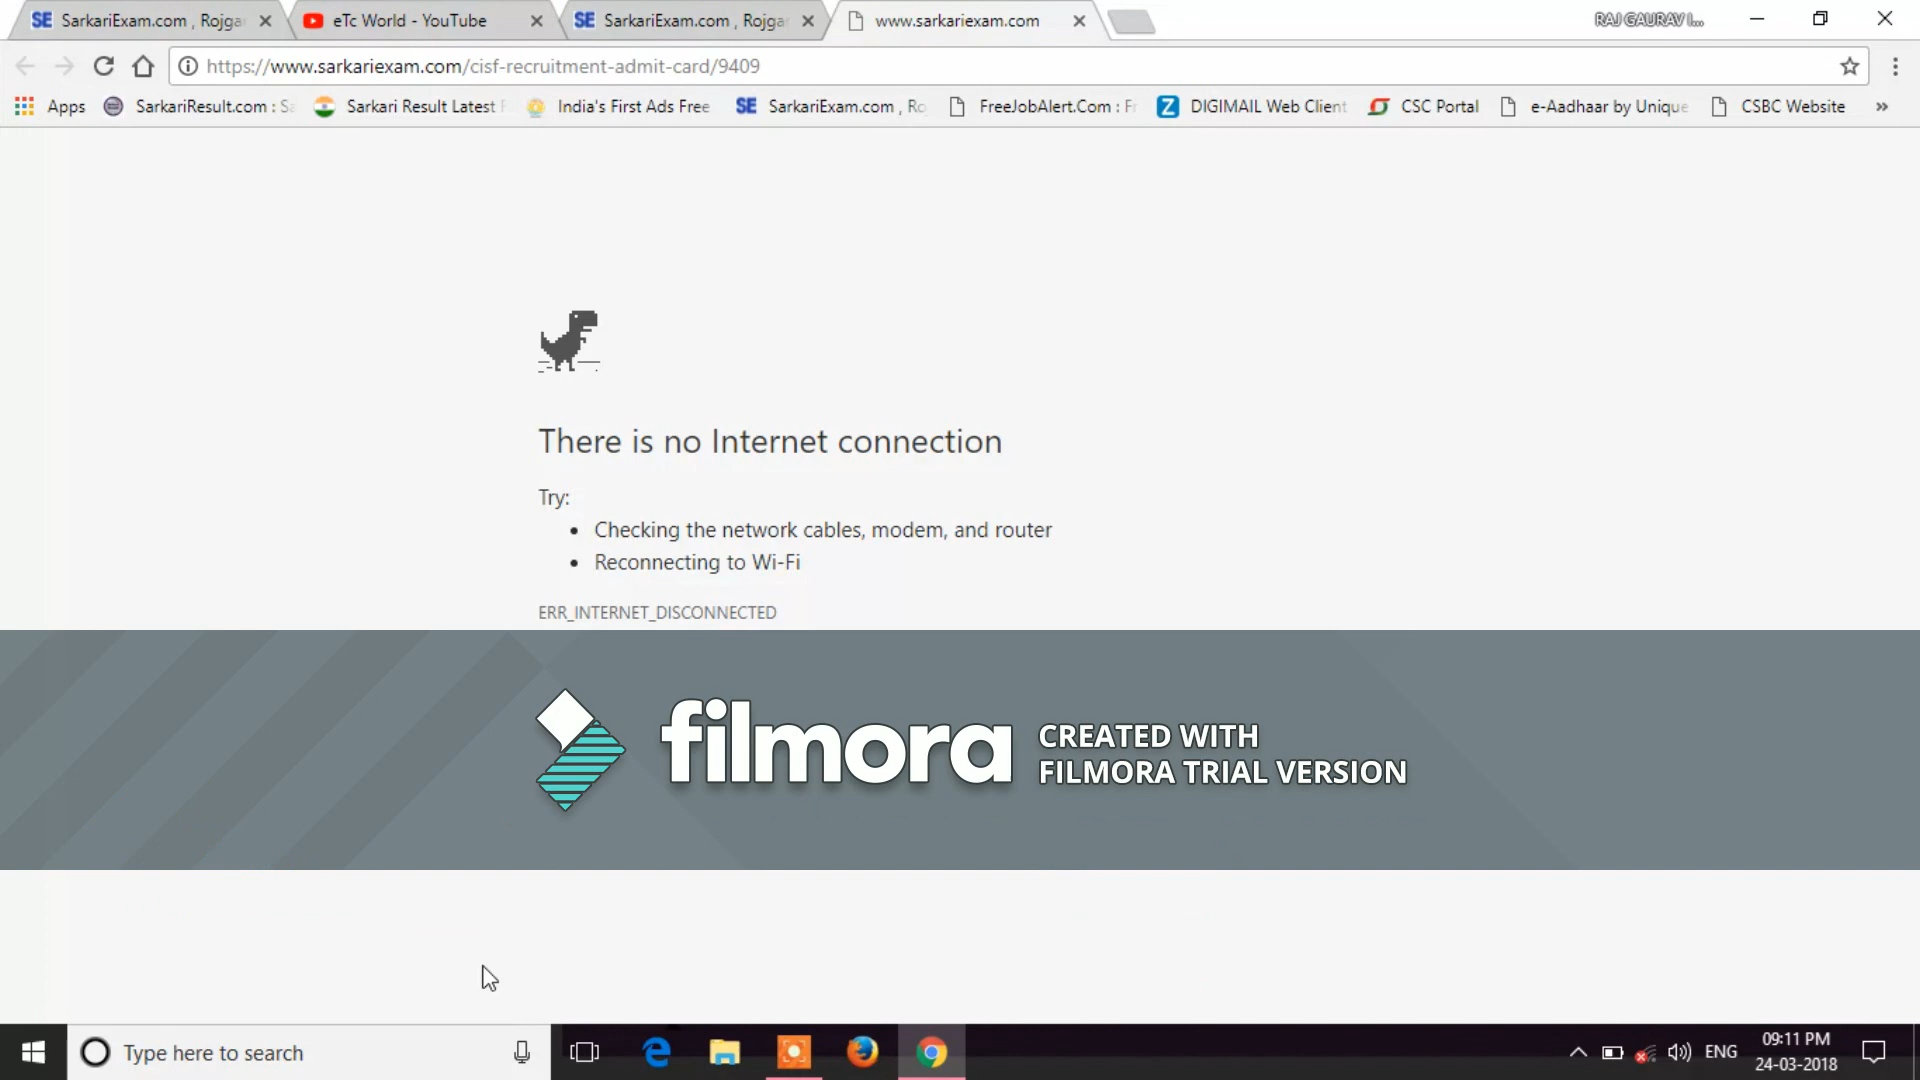 SE SarkariExam.com , Rojga
eTc World - YouTube
SE SarkariExam.com , Rojga
www.sarkariexam.com
RAJ GAURAV I...
https://www.sarkariexam.com/cisf-recruitment-admit-card/9409
Apps
SarkariResult.com : Sa
Sarkari Result Latest
India's First Ads Free
SE SarkariExam.com , Ro
FreeJobAlert.Com : F
Z DIGIMAIL Web Client
CSC Portal
e-Aadhaar by Unique
CSBC Website
»
There is no Internet connection
Try:
• Checking the network cables, modem, and router
• Reconnecting to Wi-Fi
ERR_INTERNET_DISCONNECTED
filmora
CREATED WITH
FILMORA TRIAL VERSION
Type here to search
ENG
09:11 PM
24-03-2018